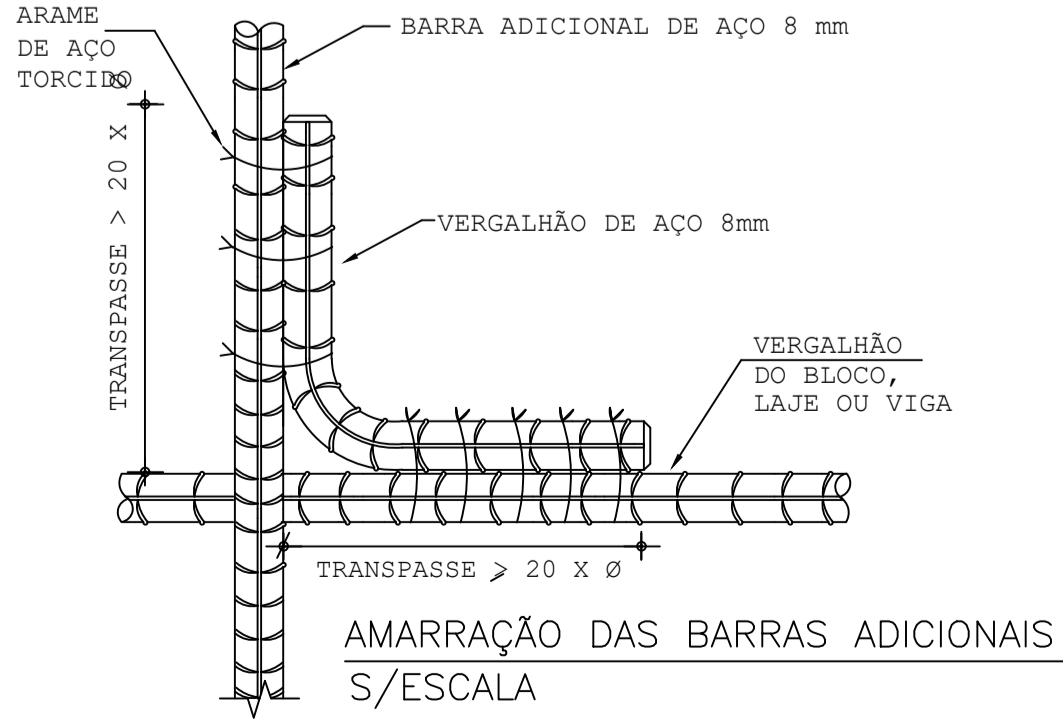 ARAME
DE AÇO
TORCIDO
BARRA ADICIONAL DE AÇO 8 mm
TRANSPASSE > 20 X Ø
VERGALHÃO DE AÇO 8mm
VERGALHÃO
DO BLOCO,
LAJE OU VIGA
TRANSPASSE ⩾ 20 X Ø
AMARRAÇÃO DAS BARRAS ADICIONAIS
S/ESCALA